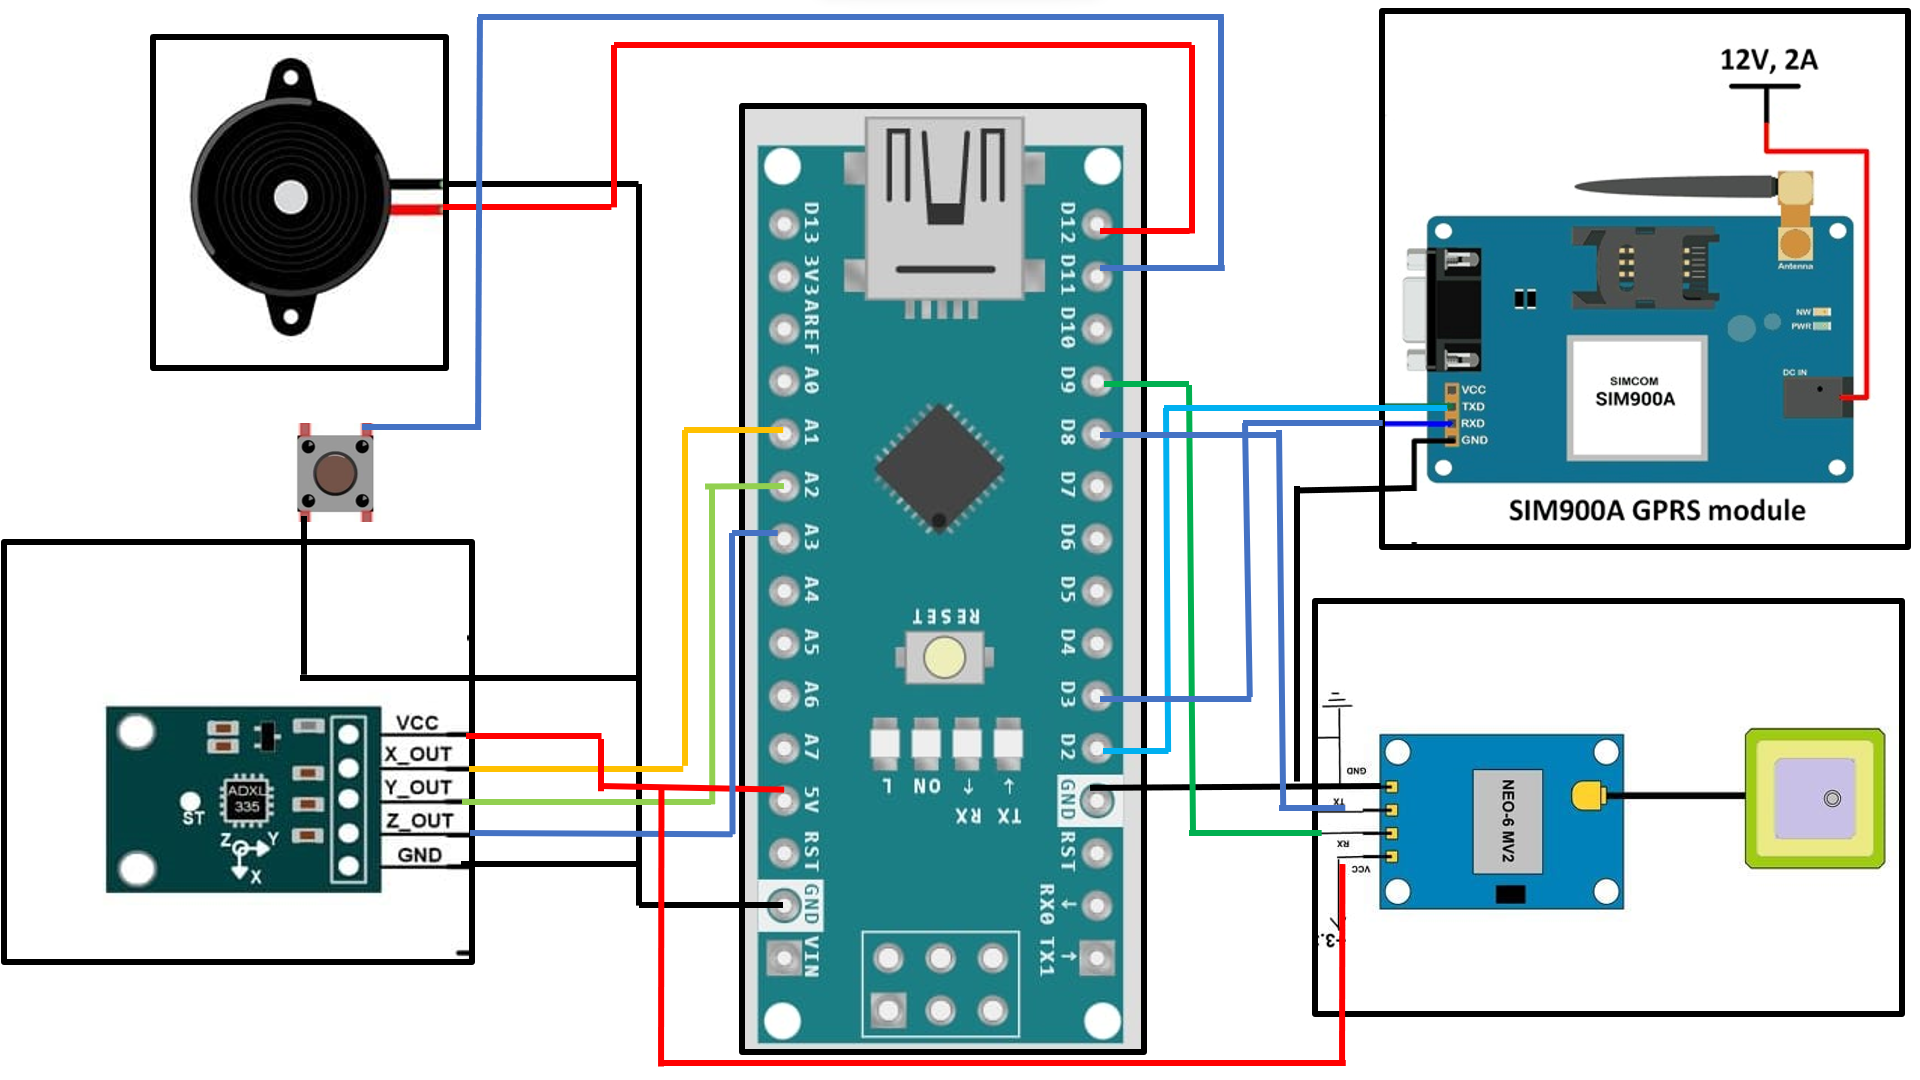 12V, 2A
Antenna
NW
PWR
DC IN
SIMCOM
SIM900A
VCC
TXD
RXD
GND
SIM900A GPRS module
D13
3V3
AREF
A0
A1
A2
A3
A4
A5
A6
A7
5V
RST
GND
VIN
D12
D11
D10
D9
D8
D7
D6
D5
D4
D3
D2
GND
RST
RX0
TX1
RESET
L
ON
RX
TX
VCC
X_OUT
Y_OUT
Z_OUT
GND
ADXL
335
ST
Z
Y
X
GND
TX
RX
VCC
NEO-6 MV2